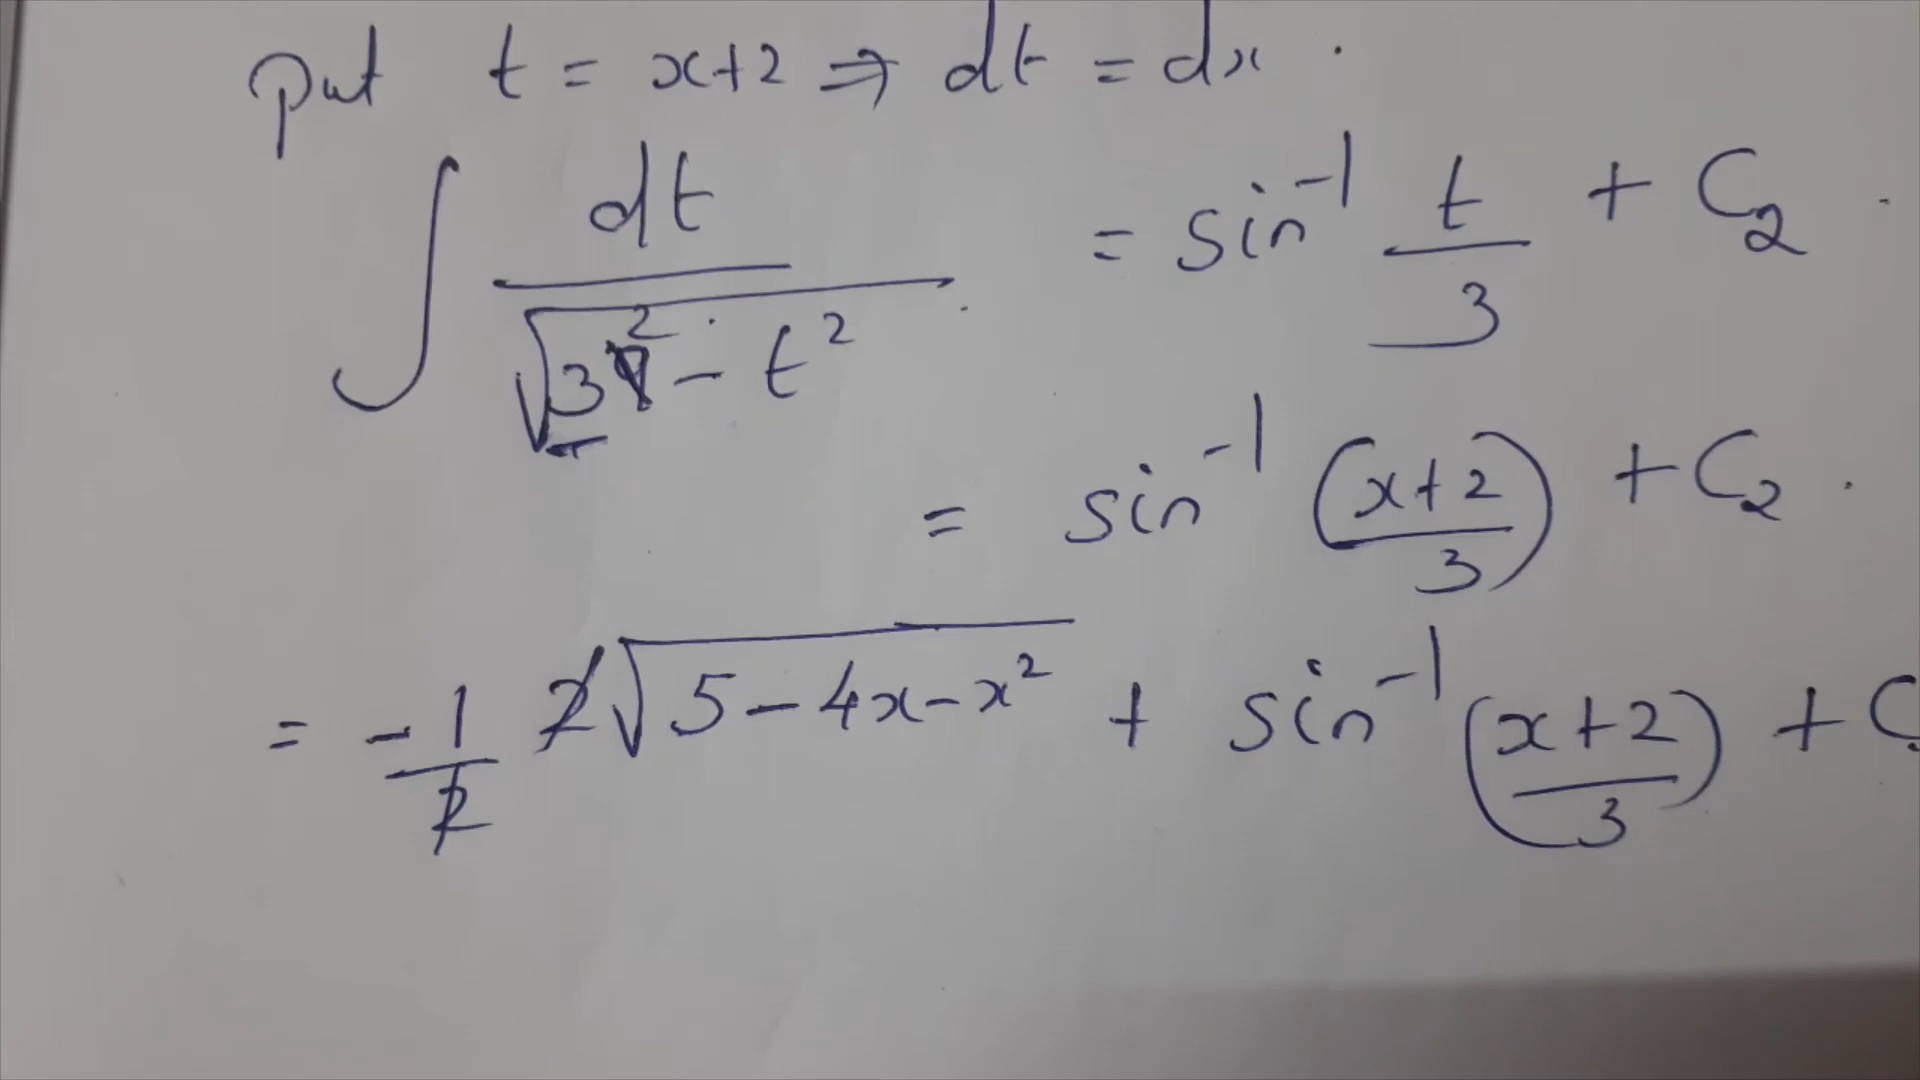 put t = x+2 ⇒ dt = dx .
∫ dt / √(3² - t²) = sin⁻¹ t/3 + C₂ .
= sin⁻¹ (x+2/3) + C₂ .
= -1/2 2√(5-4x-x²) + sin⁻¹ (x+2/3) + C